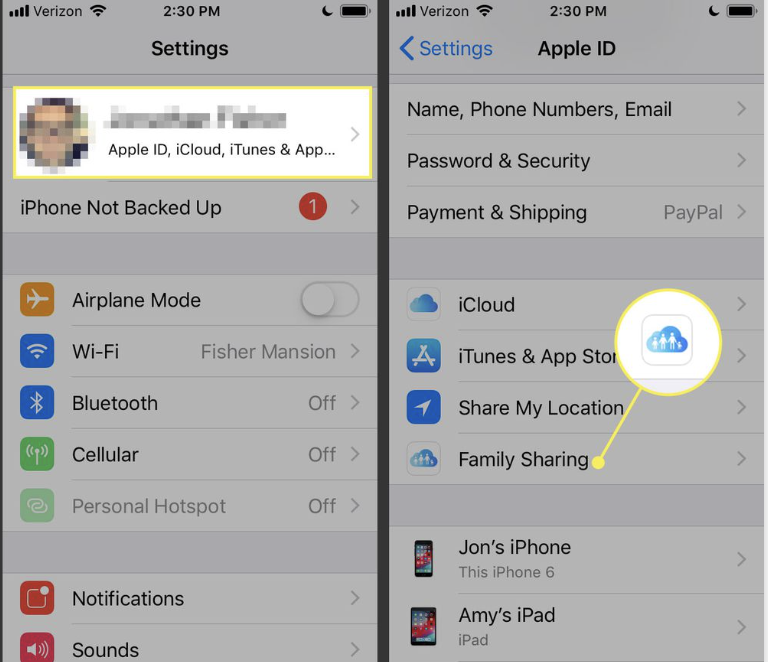 Verizon 2:30 PM
Settings
Apple ID, iCloud, iTunes & App...
iPhone Not Backed Up 1
Airplane Mode
Wi-Fi Fisher Mansion
Bluetooth Off
Cellular Off
Personal Hotspot Off
Notifications
Sounds
Verizon 2:30 PM
Settings Apple ID
Name, Phone Numbers, Email
Password & Security
Payment & Shipping PayPal
iCloud
iTunes & App Stor
Share My Location
Family Sharing
Jon's iPhone
This iPhone 6
Amy's iPad
iPad